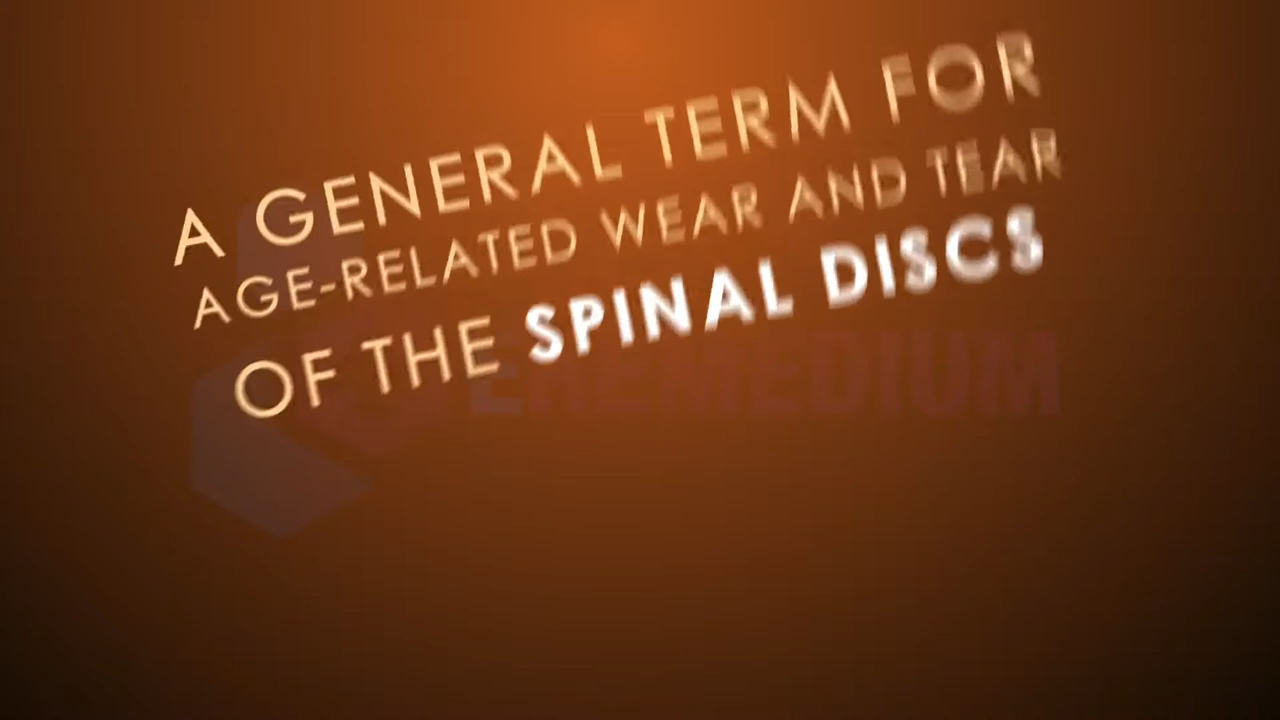 A GENERAL TERM FOR
AGE-RELATED WEAR AND TEAR
OF THE SPINAL DISCS